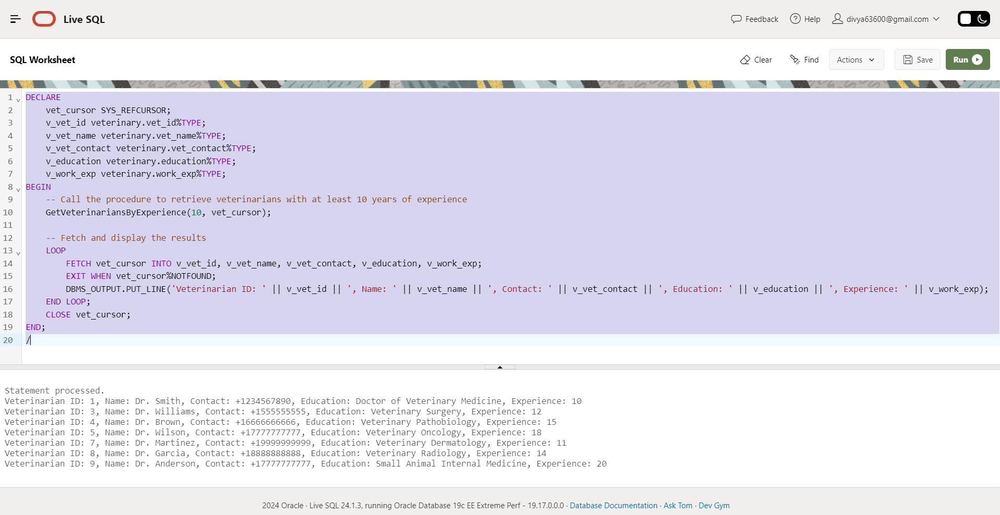 Live SQL
Feedback
Help
divya63600@gmail.com
SQL Worksheet
Clear
Find
Actions
Save
Run
1 DECLARE
2     vet_cursor SYS_REFCURSOR;
3     v_vet_id veterinary.vet_id%TYPE;
4     v_vet_name veterinary.vet_name%TYPE;
5     v_vet_contact veterinary.vet_contact%TYPE;
6     v_education veterinary.education%TYPE;
7     v_work_exp veterinary.work_exp%TYPE;
8 BEGIN
9     -- Call the procedure to retrieve veterinarians with at least 10 years of experience
10     GetVeterinariansByExperience(10, vet_cursor);
11
12     -- Fetch and display the results
13     LOOP
14         FETCH vet_cursor INTO v_vet_id, v_vet_name, v_vet_contact, v_education, v_work_exp;
15         EXIT WHEN vet_cursor%NOTFOUND;
16         DBMS_OUTPUT.PUT_LINE('Veterinarian ID: ' || v_vet_id || ', Name: ' || v_vet_name || ', Contact: ' || v_vet_contact || ', Education: ' || v_education || ', Experience: ' || v_work_exp);
17     END LOOP;
18     CLOSE vet_cursor;
19 END;
20 /
Statement processed.
Veterinarian ID: 1, Name: Dr. Smith, Contact: +1234567890, Education: Doctor of Veterinary Medicine, Experience: 10
Veterinarian ID: 3, Name: Dr. Williams, Contact: +1555555555, Education: Veterinary Surgery, Experience: 12
Veterinarian ID: 4, Name: Dr. Brown, Contact: +16666666666, Education: Veterinary Pathobiology, Experience: 15
Veterinarian ID: 5, Name: Dr. Wilson, Contact: +17777777777, Education: Veterinary Oncology, Experience: 18
Veterinarian ID: 7, Name: Dr. Martinez, Contact: +19999999999, Education: Veterinary Dermatology, Experience: 11
Veterinarian ID: 8, Name: Dr. Garcia, Contact: +18888888888, Education: Veterinary Radiology, Experience: 14
Veterinarian ID: 9, Name: Dr. Anderson, Contact: +17777777777, Education: Small Animal Internal Medicine, Experience: 20
2024 Oracle · Live SQL 24.1.3, running Oracle Database 19c EE Extreme Perf - 19.17.0.0.0 · Database Documentation · Ask Tom · Dev Gym